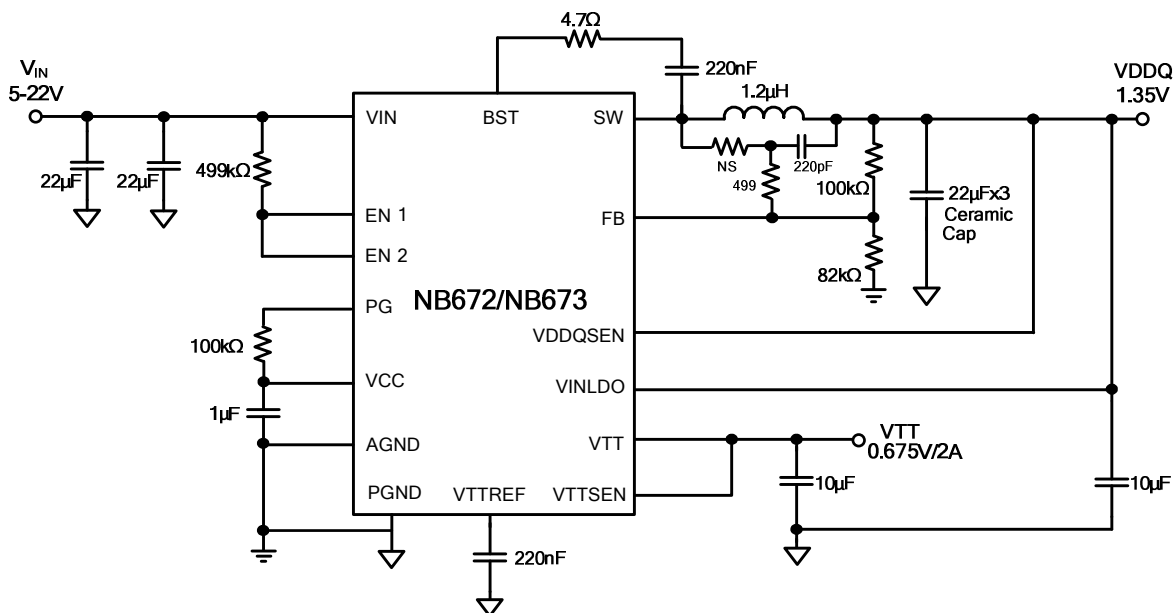 4.7Ω
V_IN
5-22V
220nF
VDDQ
1.35V
1.2µH
VIN
BST
SW
22µF
22µF
499kΩ
NS
499
220pF
100kΩ
22µFx3
Ceramic
Cap
EN 1
FB
EN 2
82kΩ
NB672/NB673
PG
VDDQSEN
100kΩ
VCC
VINLDO
1µF
AGND
VTT
VTT
0.675V/2A
PGND
VTTREF
VTTSEN
10µF
10µF
220nF